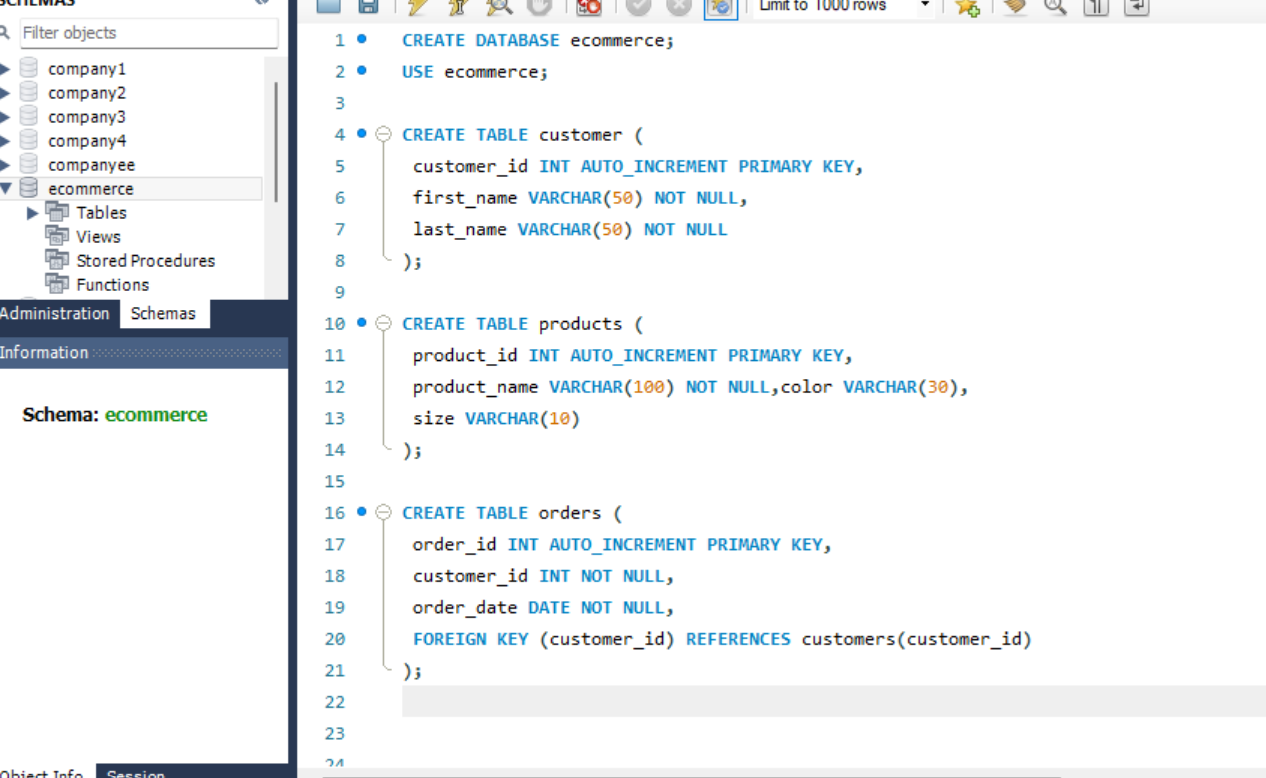 SCHEMAS
Filter objects
company1
company2
company3
company4
companyee
ecommerce
Tables
Views
Stored Procedures
Functions
Administration Schemas
Information
Schema: ecommerce
Object Info Session
Limit to 1000 rows
1 CREATE DATABASE ecommerce;
2 USE ecommerce;
3
4 CREATE TABLE customer (
5 customer_id INT AUTO_INCREMENT PRIMARY KEY,
6 first_name VARCHAR(50) NOT NULL,
7 last_name VARCHAR(50) NOT NULL
8 );
9
10 CREATE TABLE products (
11 product_id INT AUTO_INCREMENT PRIMARY KEY,
12 product_name VARCHAR(100) NOT NULL,color VARCHAR(30),
13 size VARCHAR(10)
14 );
15
16 CREATE TABLE orders (
17 order_id INT AUTO_INCREMENT PRIMARY KEY,
18 customer_id INT NOT NULL,
19 order_date DATE NOT NULL,
20 FOREIGN KEY (customer_id) REFERENCES customers(customer_id)
21 );
22
23
24